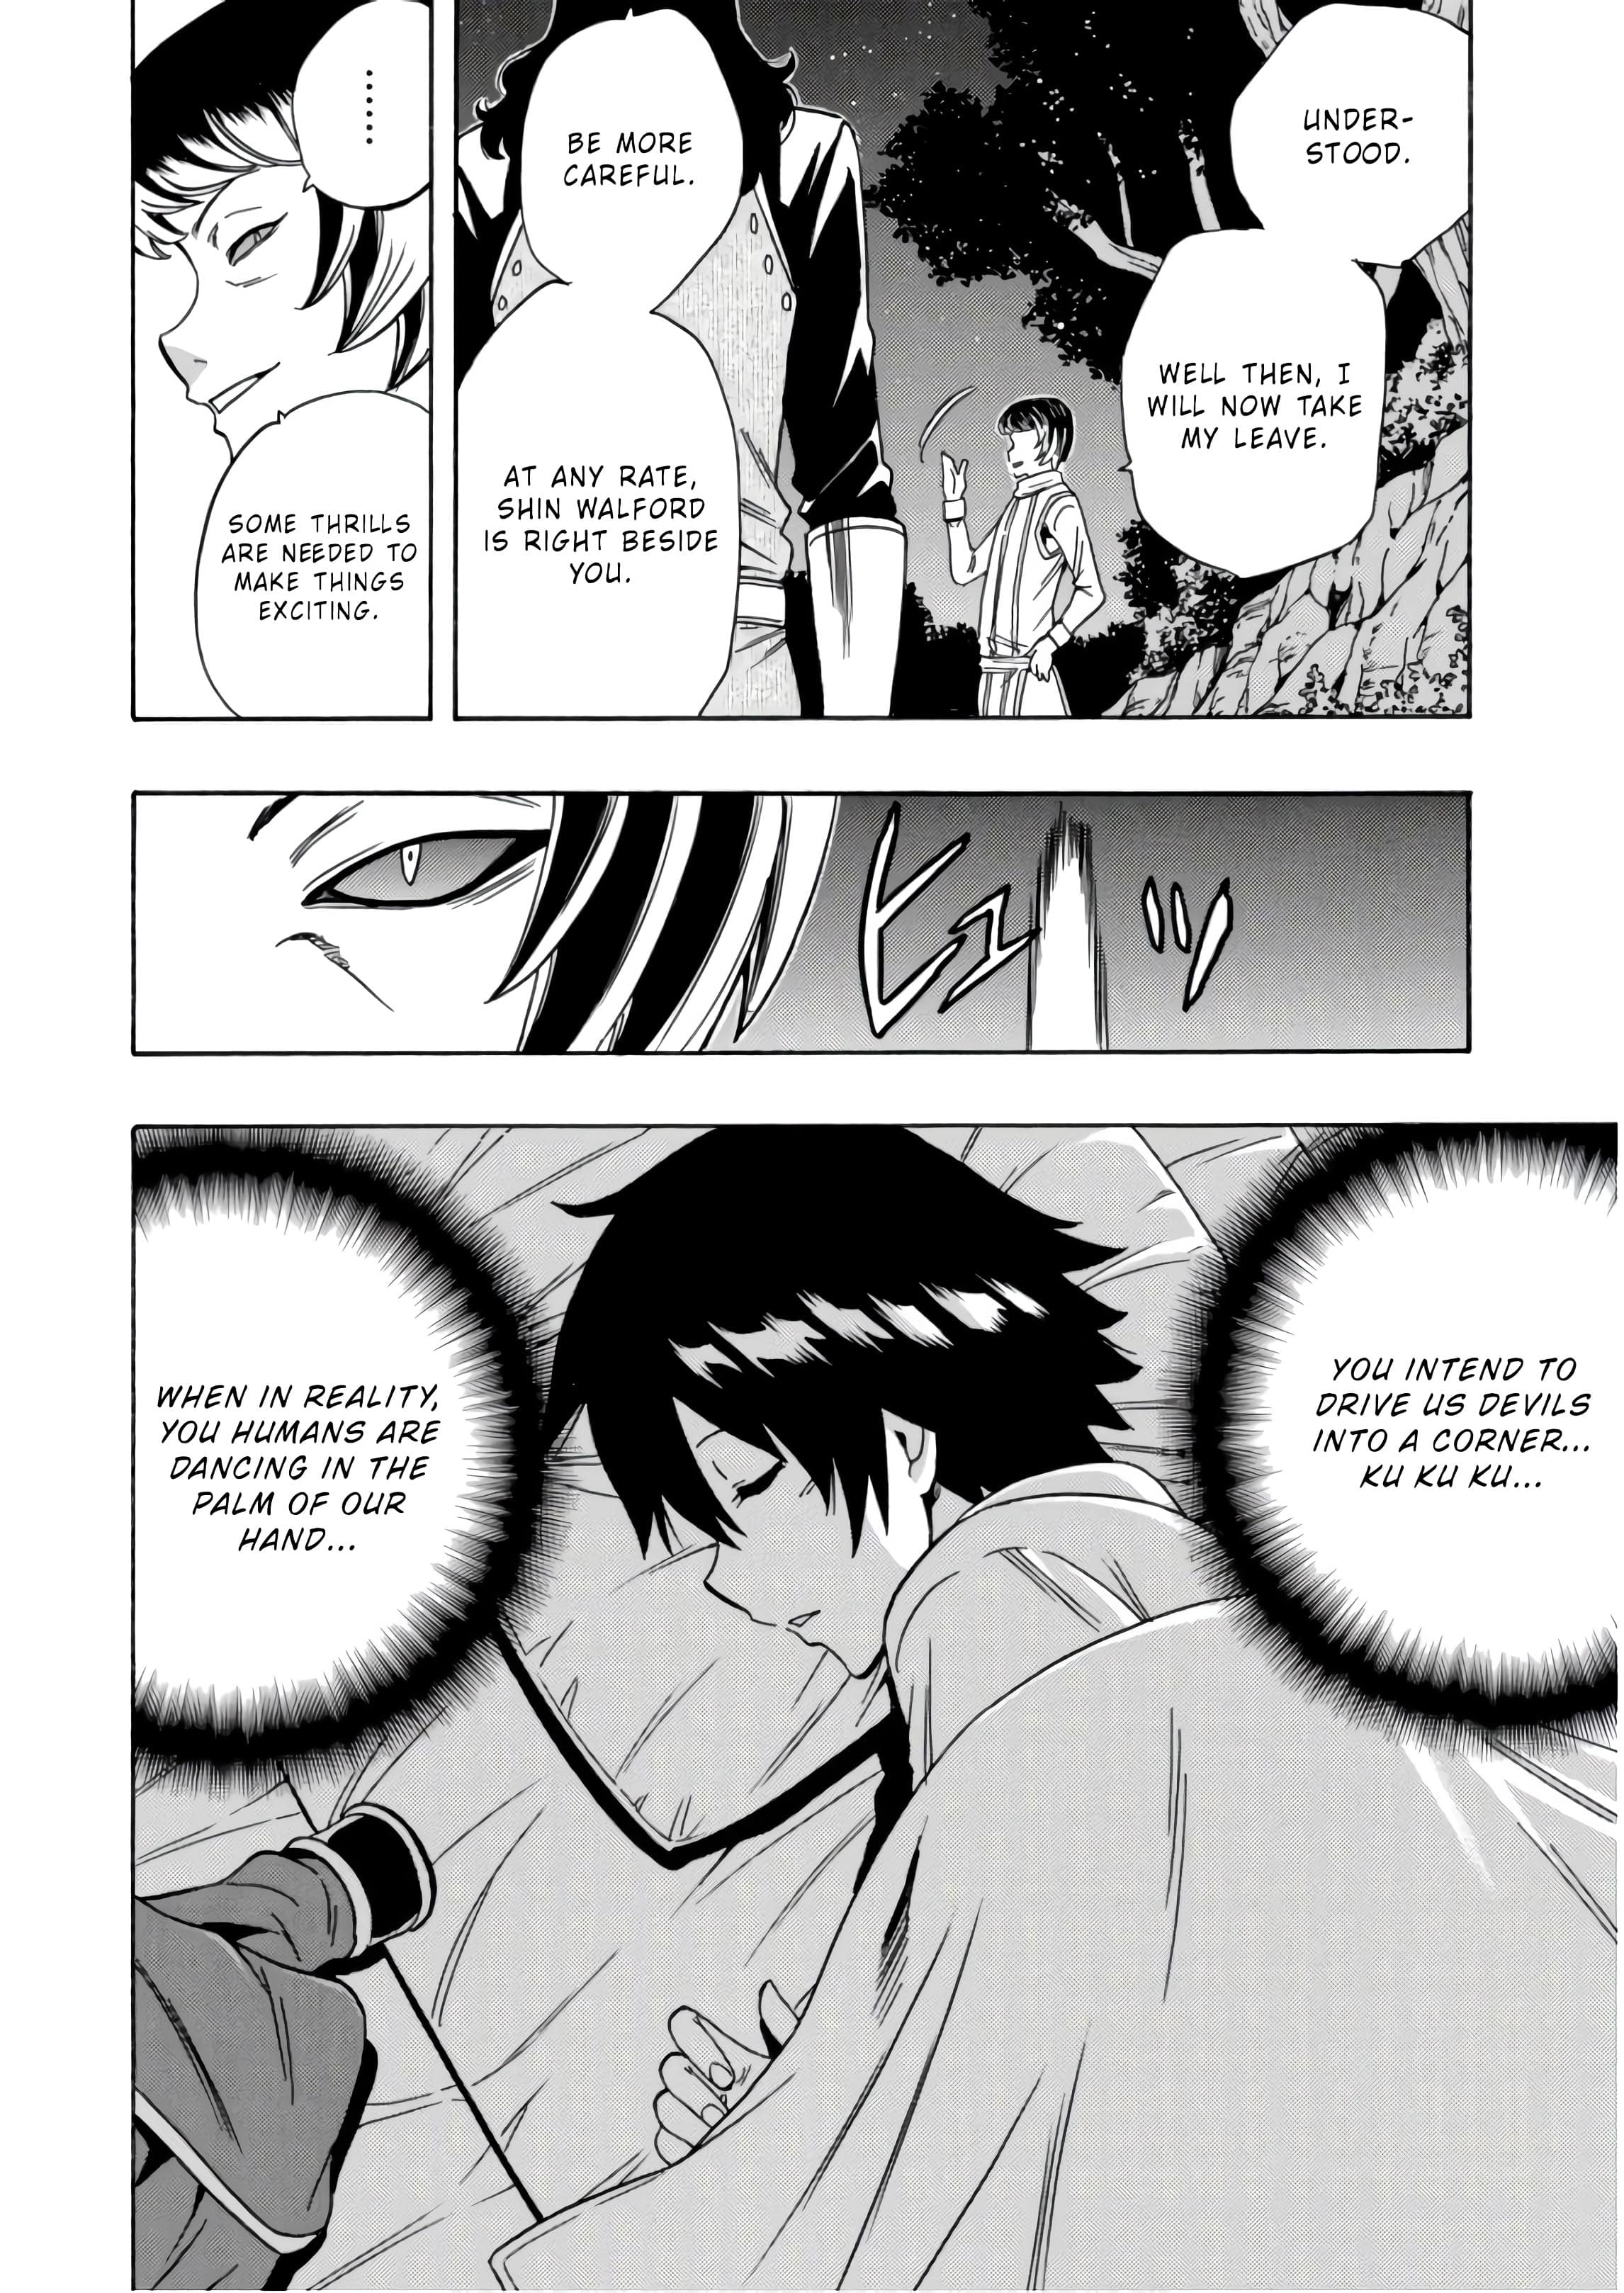 UNDER-
STOOD.
WELL THEN, I
WILL NOW TAKE
MY LEAVE.
BE MORE
CAREFUL.
AT ANY RATE,
SHIN WALFORD
IS RIGHT BESIDE
YOU.
......
SOME THRILLS
ARE NEEDED TO
MAKE THINGS
EXCITING.
ヒュッ
YOU INTEND TO
DRIVE US DEVILS
INTO A CORNER...
KU KU KU...
WHEN IN REALITY,
YOU HUMANS ARE
DANCING IN THE
PALM OF OUR
HAND...